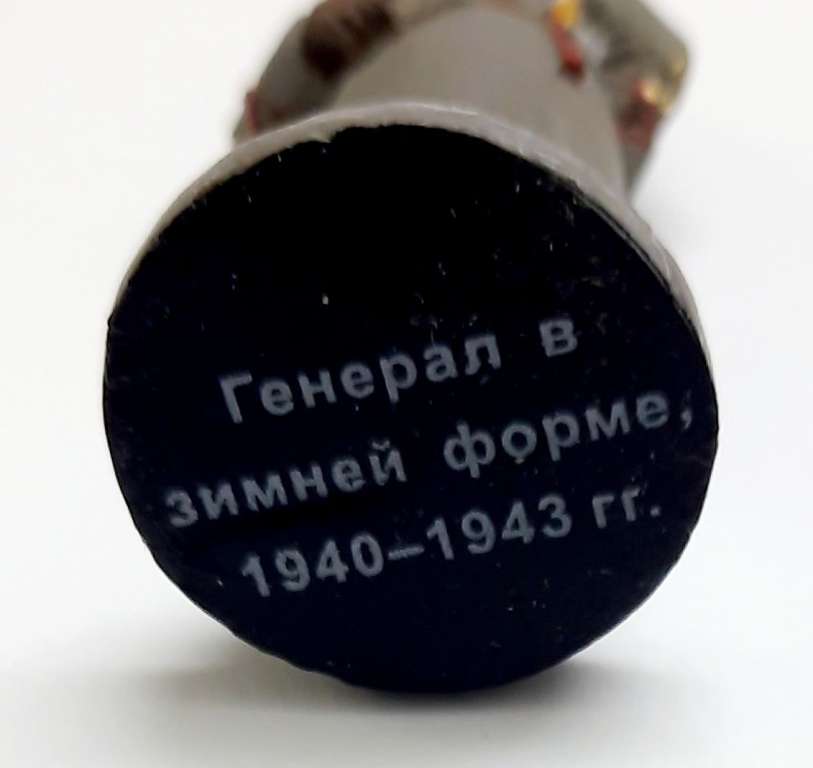 Генерал в
зимней форме,
1940–1943 гг.